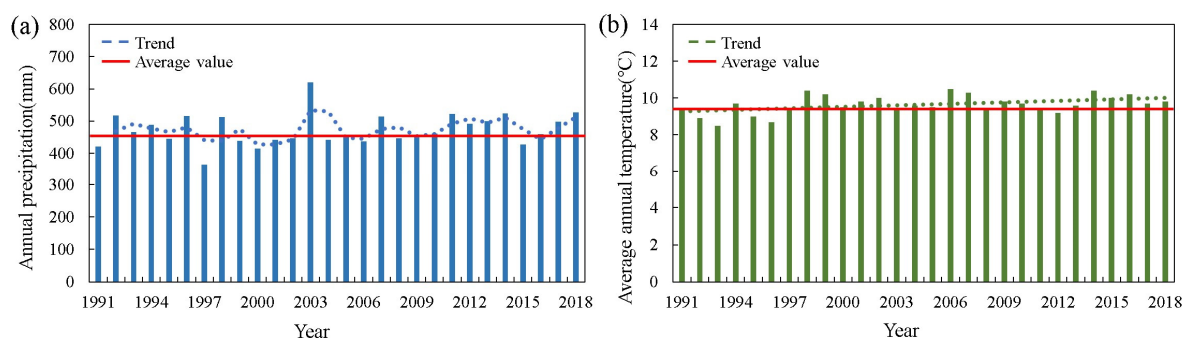 (a)
Annual precipitation(mm)
800
700
600
500
400
300
200
100
0
Trend
Average value
1991 1994 1997 2000 2003 2006 2009 2012 2015 2018
Year
(b)
Average annual temperature(℃)
14
12
10
8
6
4
2
0
Trend
Average value
1991 1994 1997 2000 2003 2006 2009 2012 2015 2018
Year